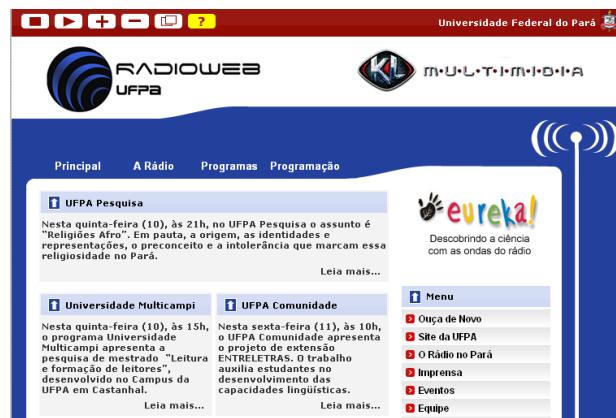 ?
Universidade Federal do Pará
RADIOWEB
UFPA
KL
M·U·L·T·I·M·I·D·I·A
Principal A Rádio Programas Programação
UFPA Pesquisa
Nesta quinta-feira (10), às 21h, no UFPA Pesquisa o assunto é
"Religiões Afro". Em pauta, a origem, as identidades e
representações, o preconceito e a intolerância que marcam essa
religiosidade no Pará.
Leia mais...
Universidade Multicampi
Nesta quinta-feira (10), às 15h,
o programa Universidade
Multicampi apresenta a
pesquisa de mestrado "Leitura
e formação de leitores",
desenvolvido no Campus da
UFPA em Castanhal.
Leia mais...
UFPA Comunidade
Nesta sexta-feira (11), às 10h,
o UFPA Comunidade apresenta
o projeto de extensão
ENTRELETRAS. O trabalho
auxilia estudantes no
desenvolvimento das
capacidades lingüísticas.
Leia mais...
eureka!
Descobrindo a ciência
com as ondas do rádio
Menu
Ouça de Novo
Site da UFPA
O Rádio no Pará
Imprensa
Eventos
Equipe